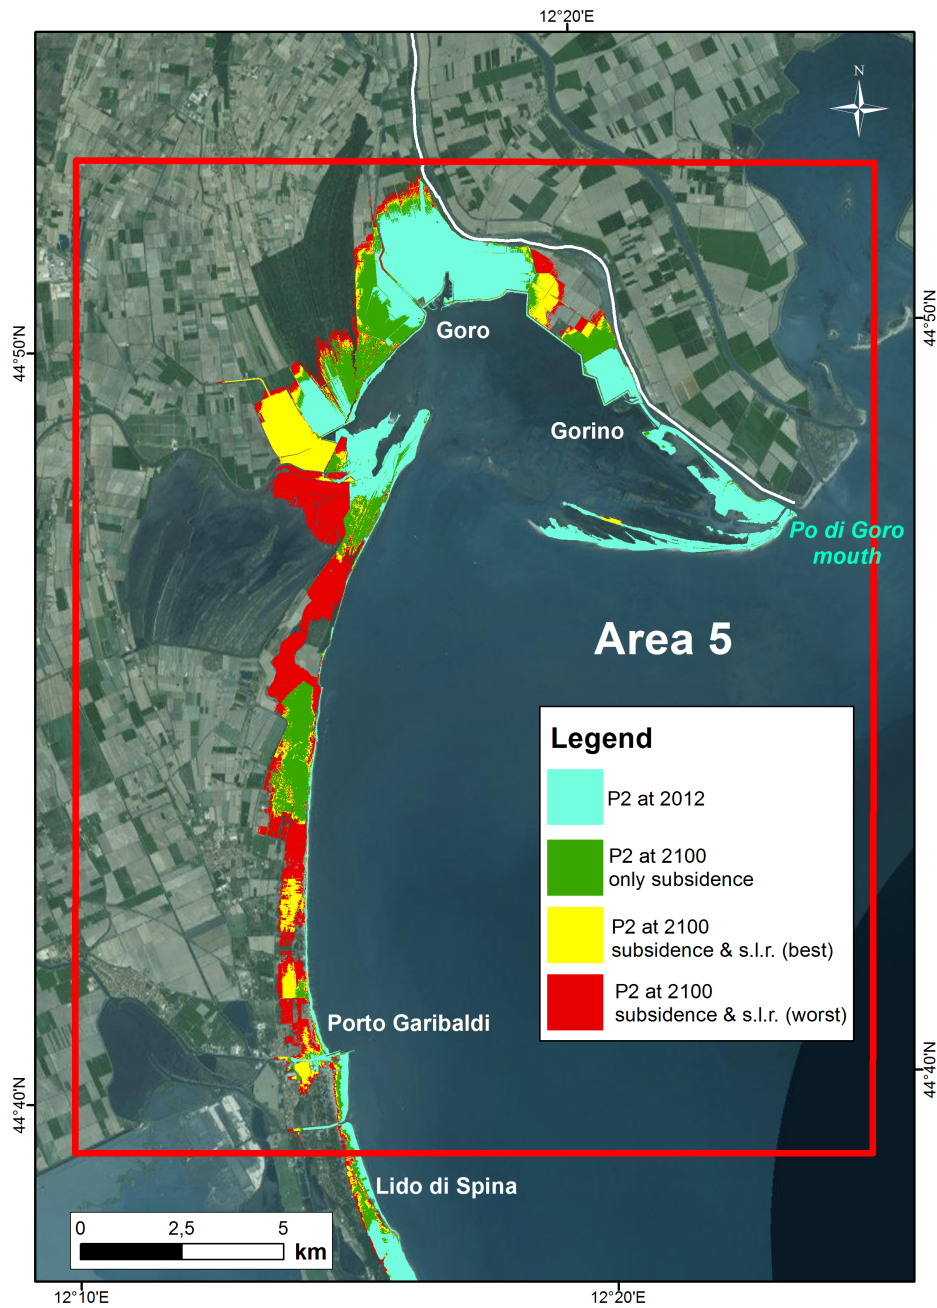 12°20'E
N
44°50'N
44°50'N
Goro
Gorino
Po di Goro
mouth
Area 5
Legend
P2 at 2012
P2 at 2100
only subsidence
P2 at 2100
subsidence & s.l.r. (best)
P2 at 2100
subsidence & s.l.r. (worst)
Porto Garibaldi
44°40'N
44°40'N
Lido di Spina
0 2,5 5
km
12°10'E 12°20'E